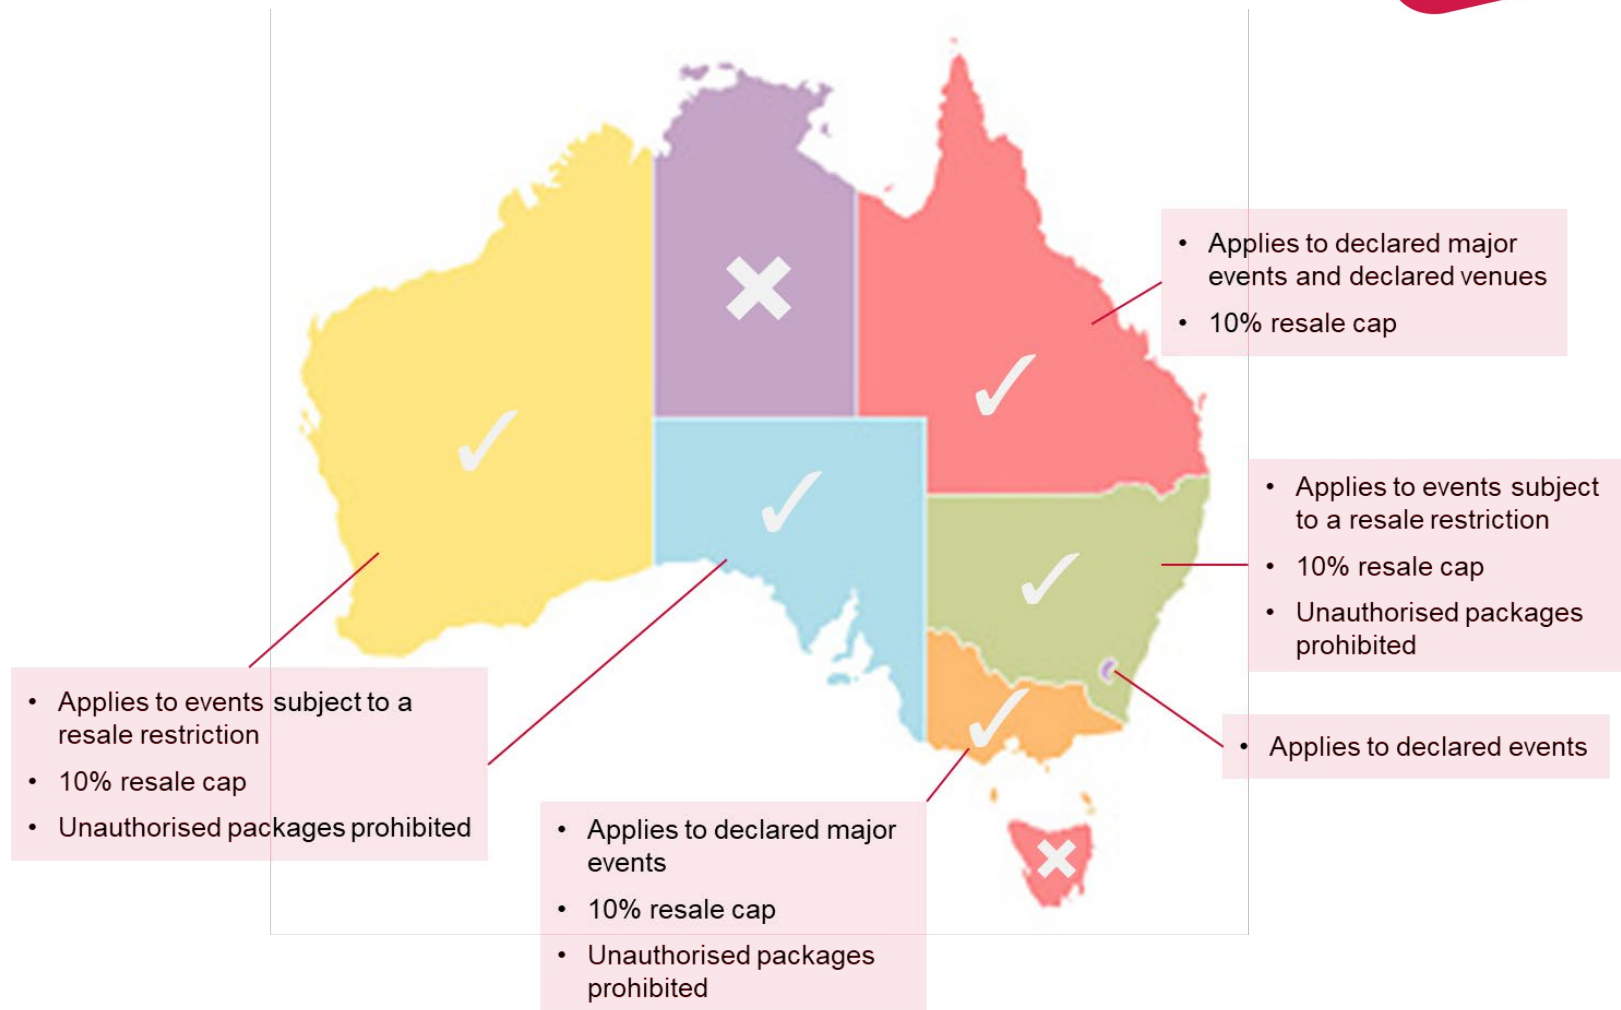 • Applies to declared major
events and declared venues
• 10% resale cap
• Applies to events subject
to a resale restriction
• 10% resale cap
• Unauthorised packages
prohibited
• Applies to declared events
• Applies to events subject to a
resale restriction
• 10% resale cap
• Unauthorised packages prohibited
• Applies to declared major
events
• 10% resale cap
• Unauthorised packages
prohibited